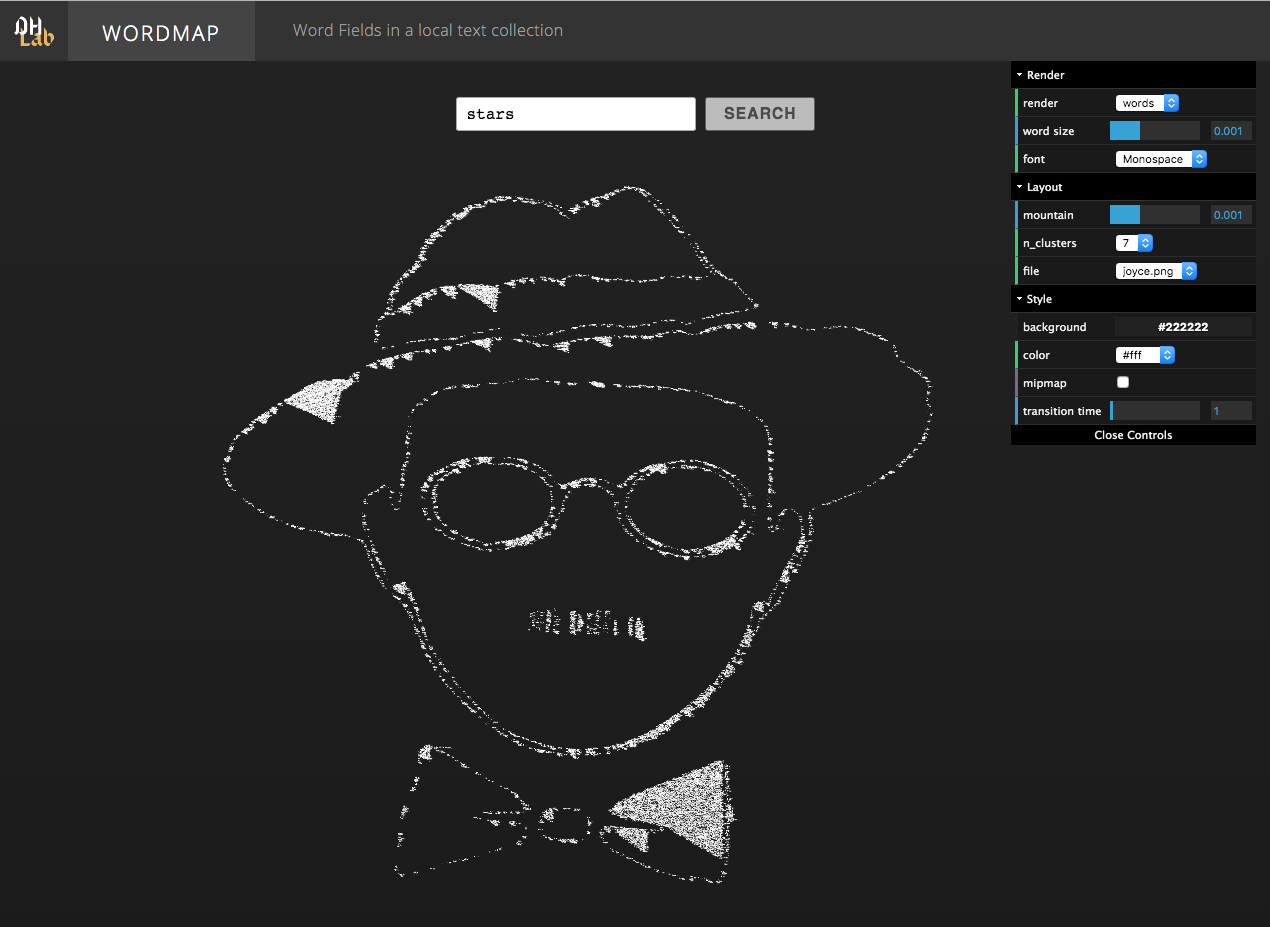 DH
Lab
WORDMAP
Word Fields in a local text collection
stars
SEARCH
Render
render words
word size 0.001
font Monospace
Layout
mountain 0.001
n_clusters 7
file joyce.png
Style
background #222222
color #fff
mipmap
transition time 1
Close Controls